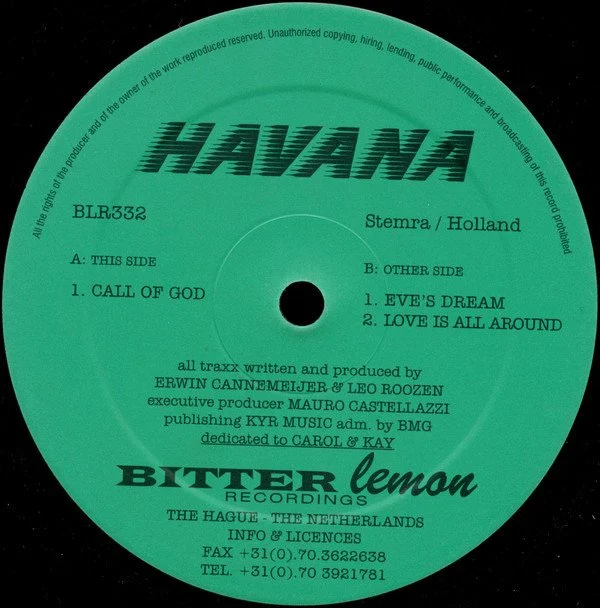 All the rights of the producer and of the owner of the work reproduced reserved. Unauthorized copying, hiring, lending, public performance and broadcasting of this record prohibited
HAVANA
BLR332
Stemra / Holland
A: THIS SIDE
1. CALL OF GOD
B: OTHER SIDE
1. EVE'S DREAM
2. LOVE IS ALL AROUND
all traxx written and produced by
ERWIN CANNEMEIJER & LEO ROOZEN
executive producer MAURO CASTELLAZZI
publishing KYR MUSIC adm. by BMG
dedicated to CAROL & KAY
BITTER lemon
RECORDINGS
THE HAGUE - THE NETHERLANDS
INFO & LICENCES
FAX +31(0).70.3622638
TEL. +31(0).70 3921781